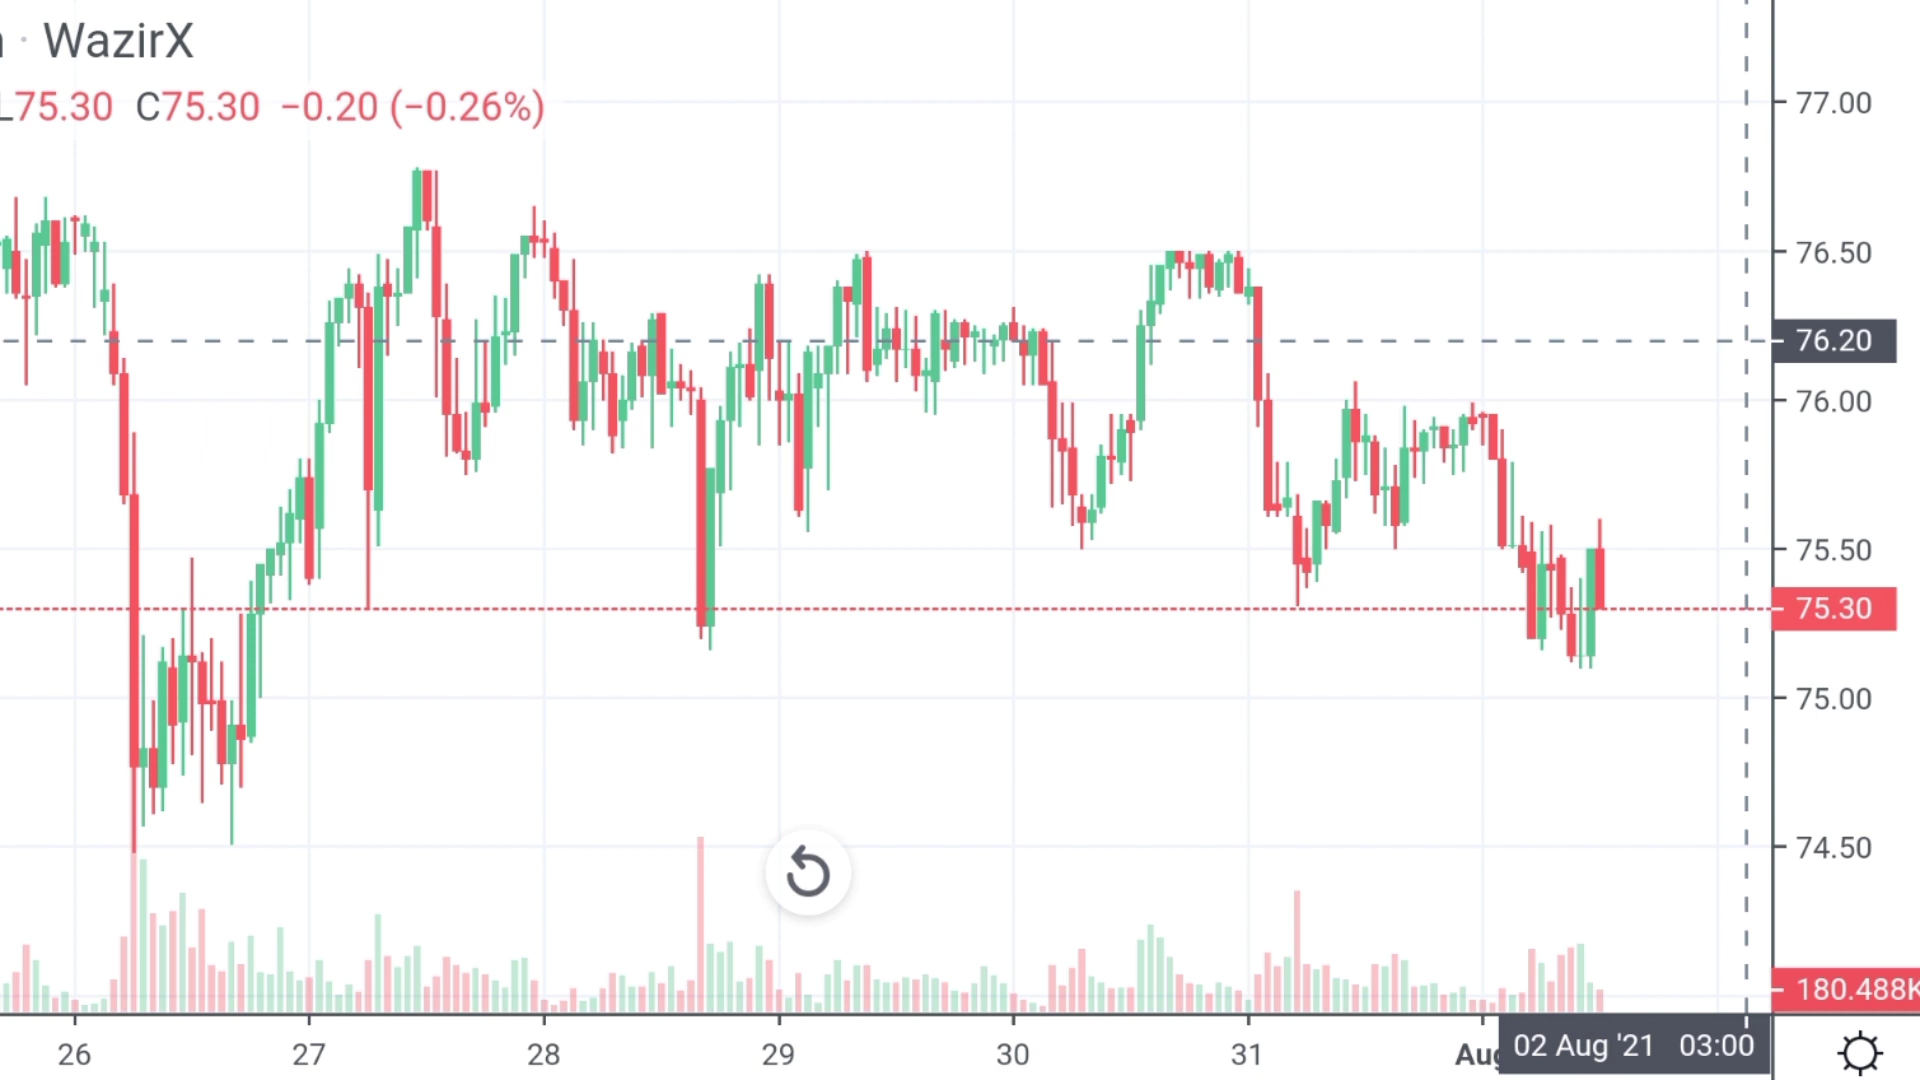 · WazirX
L75.30 C75.30 −0.20 (−0.26%)
77.00
76.50
76.20
76.00
75.50
75.30
75.00
74.50
180.488K
26 27 28 29 30 31 Aug 02 Aug '21 03:00